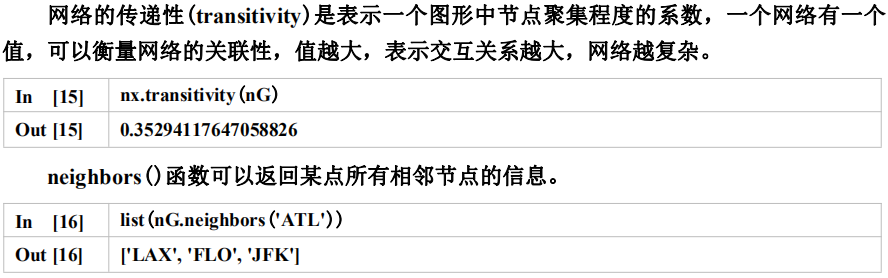 网络的传递性(transitivity)是表示一个图形中节点聚集程度的系数，一个网络有一个
值，可以衡量网络的关联性，值越大，表示交互关系越大，网络越复杂。
In [15] nx.transitivity(nG)
Out [15] 0.35294117647058826
neighbors()函数可以返回某点所有相邻节点的信息。
In [16] list(nG.neighbors('ATL'))
Out [16] ['LAX', 'FLO', 'JFK']